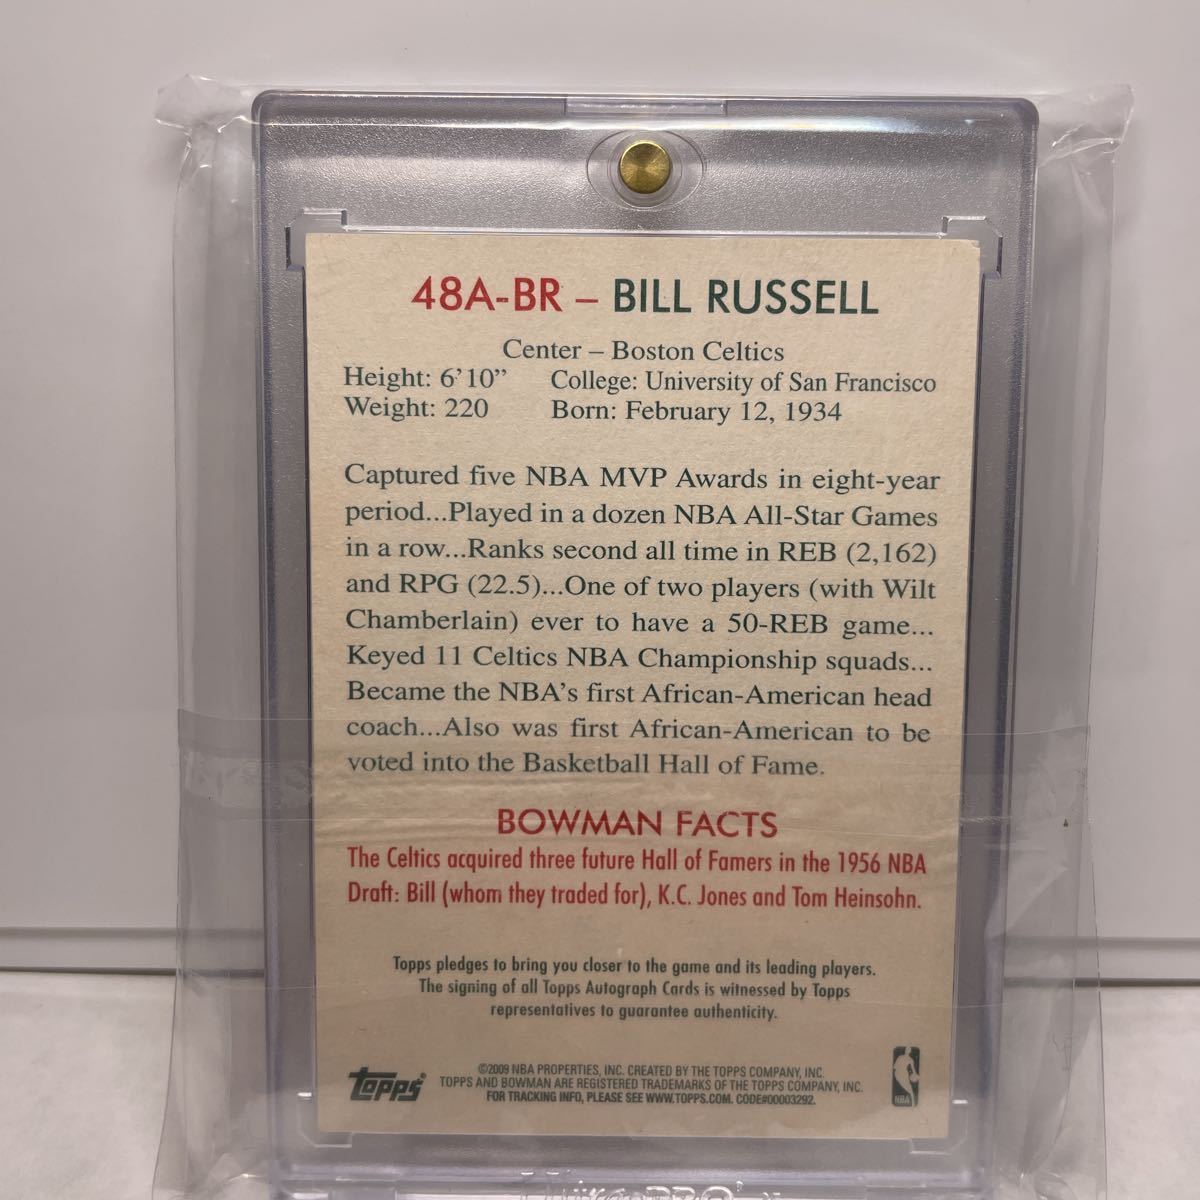 48A-BR – BILL RUSSELL
Center – Boston Celtics
Height: 6'10" College: University of San Francisco
Weight: 220 Born: February 12, 1934
Captured five NBA MVP Awards in eight-year
period...Played in a dozen NBA All-Star Games
in a row...Ranks second all time in REB (2,162)
and RPG (22.5)...One of two players (with Wilt
Chamberlain) ever to have a 50-REB game...
Keyed 11 Celtics NBA Championship squads...
Became the NBA's first African-American head
coach...Also was first African-American to be
voted into the Basketball Hall of Fame.
BOWMAN FACTS
The Celtics acquired three future Hall of Famers in the 1956 NBA
Draft: Bill (whom they traded for), K.C. Jones and Tom Heinsohn.
Topps pledges to bring you closer to the game and its leading players.
The signing of all Topps Autograph Cards is witnessed by Topps
representatives to guarantee authenticity.
Topps®
©2009 NBA PROPERTIES, INC. CREATED BY THE TOPPS COMPANY, INC.
TOPPS AND BOWMAN ARE REGISTERED TRADEMARKS OF THE TOPPS COMPANY, INC.
FOR TRACKING INFO, PLEASE SEE WWW.TOPPS.COM. CODE#00003292.
NBA